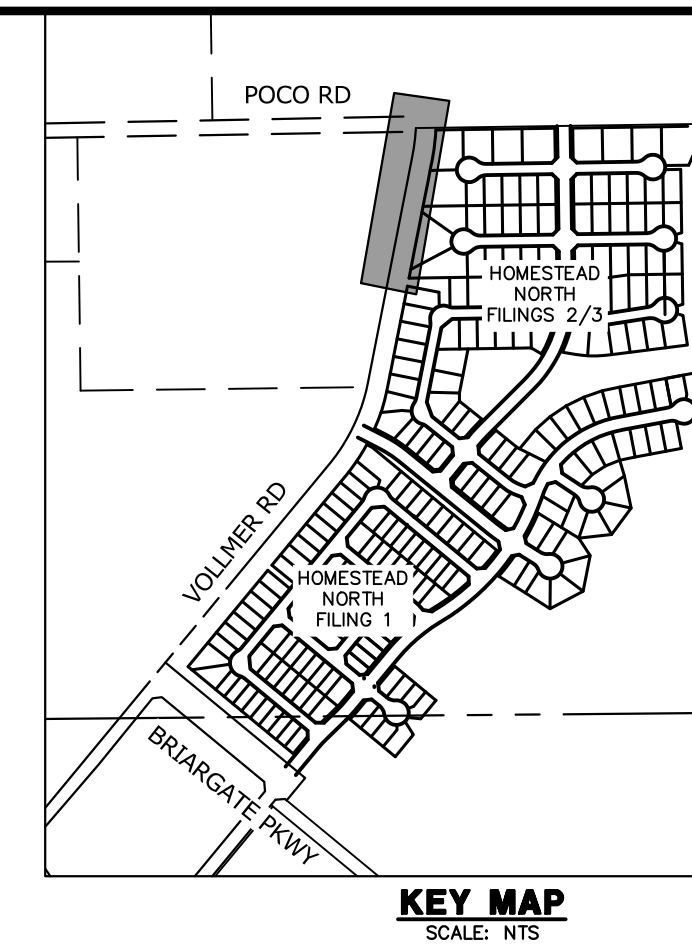 POCO RD
HOMESTEAD
NORTH
FILINGS 2/3
VOLLMER RD
HOMESTEAD
NORTH
FILING 1
BRIARGATE PKWY
KEY MAP
SCALE: NTS